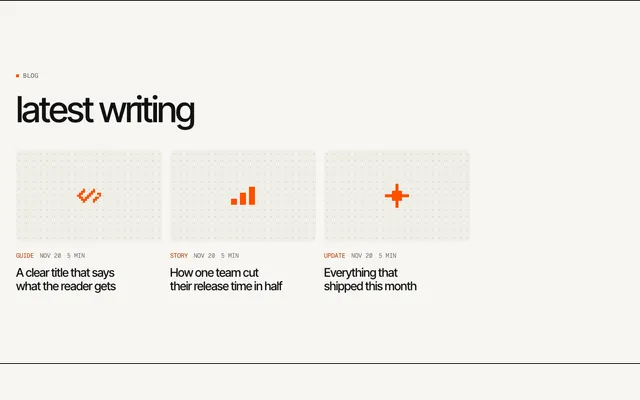 BLOG
latest writing
GUIDE NOV 20 5 MIN
A clear title that says
what the reader gets
STORY NOV 20 5 MIN
How one team cut
their release time in half
UPDATE NOV 20 5 MIN
Everything that
shipped this month